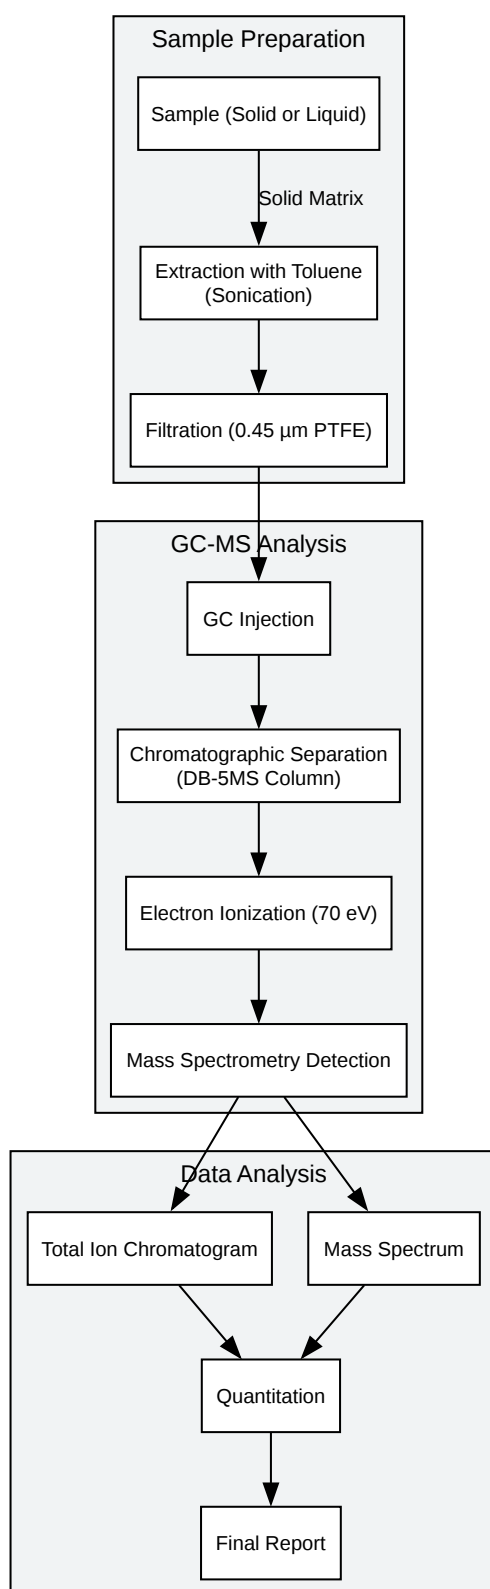 Sample Preparation
Sample (Solid or Liquid)
Solid Matrix
Extraction with Toluene
(Sonication)
Filtration (0.45 µm PTFE)
GC-MS Analysis
GC Injection
Chromatographic Separation
(DB-5MS Column)
Electron Ionization (70 eV)
Mass Spectrometry Detection
Data Analysis
Total Ion Chromatogram
Mass Spectrum
Quantitation
Final Report